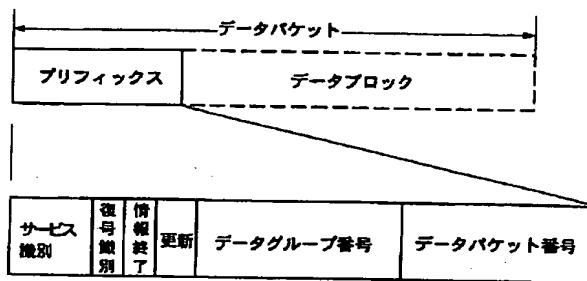 データパケット
プリフィックス
データブロック
サービス
識別
復号識別
情報終了
更新
データグループ番号
データパケット番号